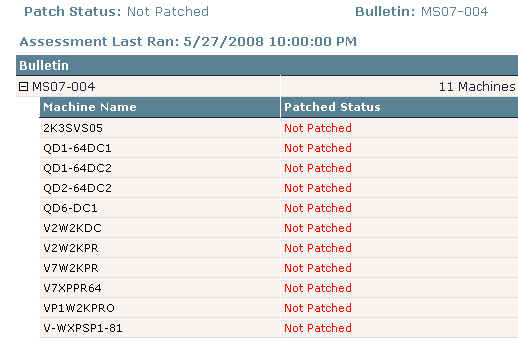 Patch Status: Not Patched Bulletin: MS07-004
Assessment Last Ran: 5/27/2008 10:00:00 PM
Bulletin
MS07-004 11 Machines
Machine Name Patched Status
2K3SVS05 Not Patched
QD1-64DC1 Not Patched
QD1-64DC2 Not Patched
QD2-64DC2 Not Patched
QD6-DC1 Not Patched
V2W2KDC Not Patched
V2W2KPR Not Patched
V7W2KPR Not Patched
V7XPPR64 Not Patched
VP1W2KPRO Not Patched
V-WXPSP1-81 Not Patched